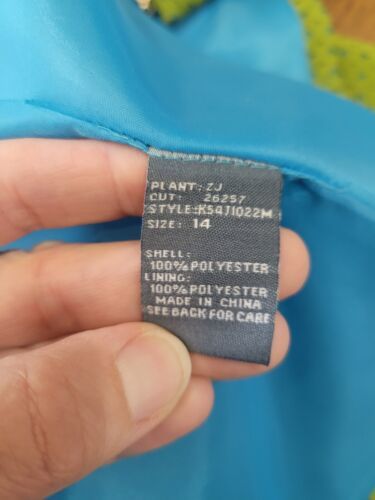 PLANT: ZJ
CUT: 26257
STYLE:K54J1022M
SIZE: 14
SHELL:
100%POLYESTER
LINING:
100%POLYESTER
MADE IN CHINA
SEE BACK FOR CARE